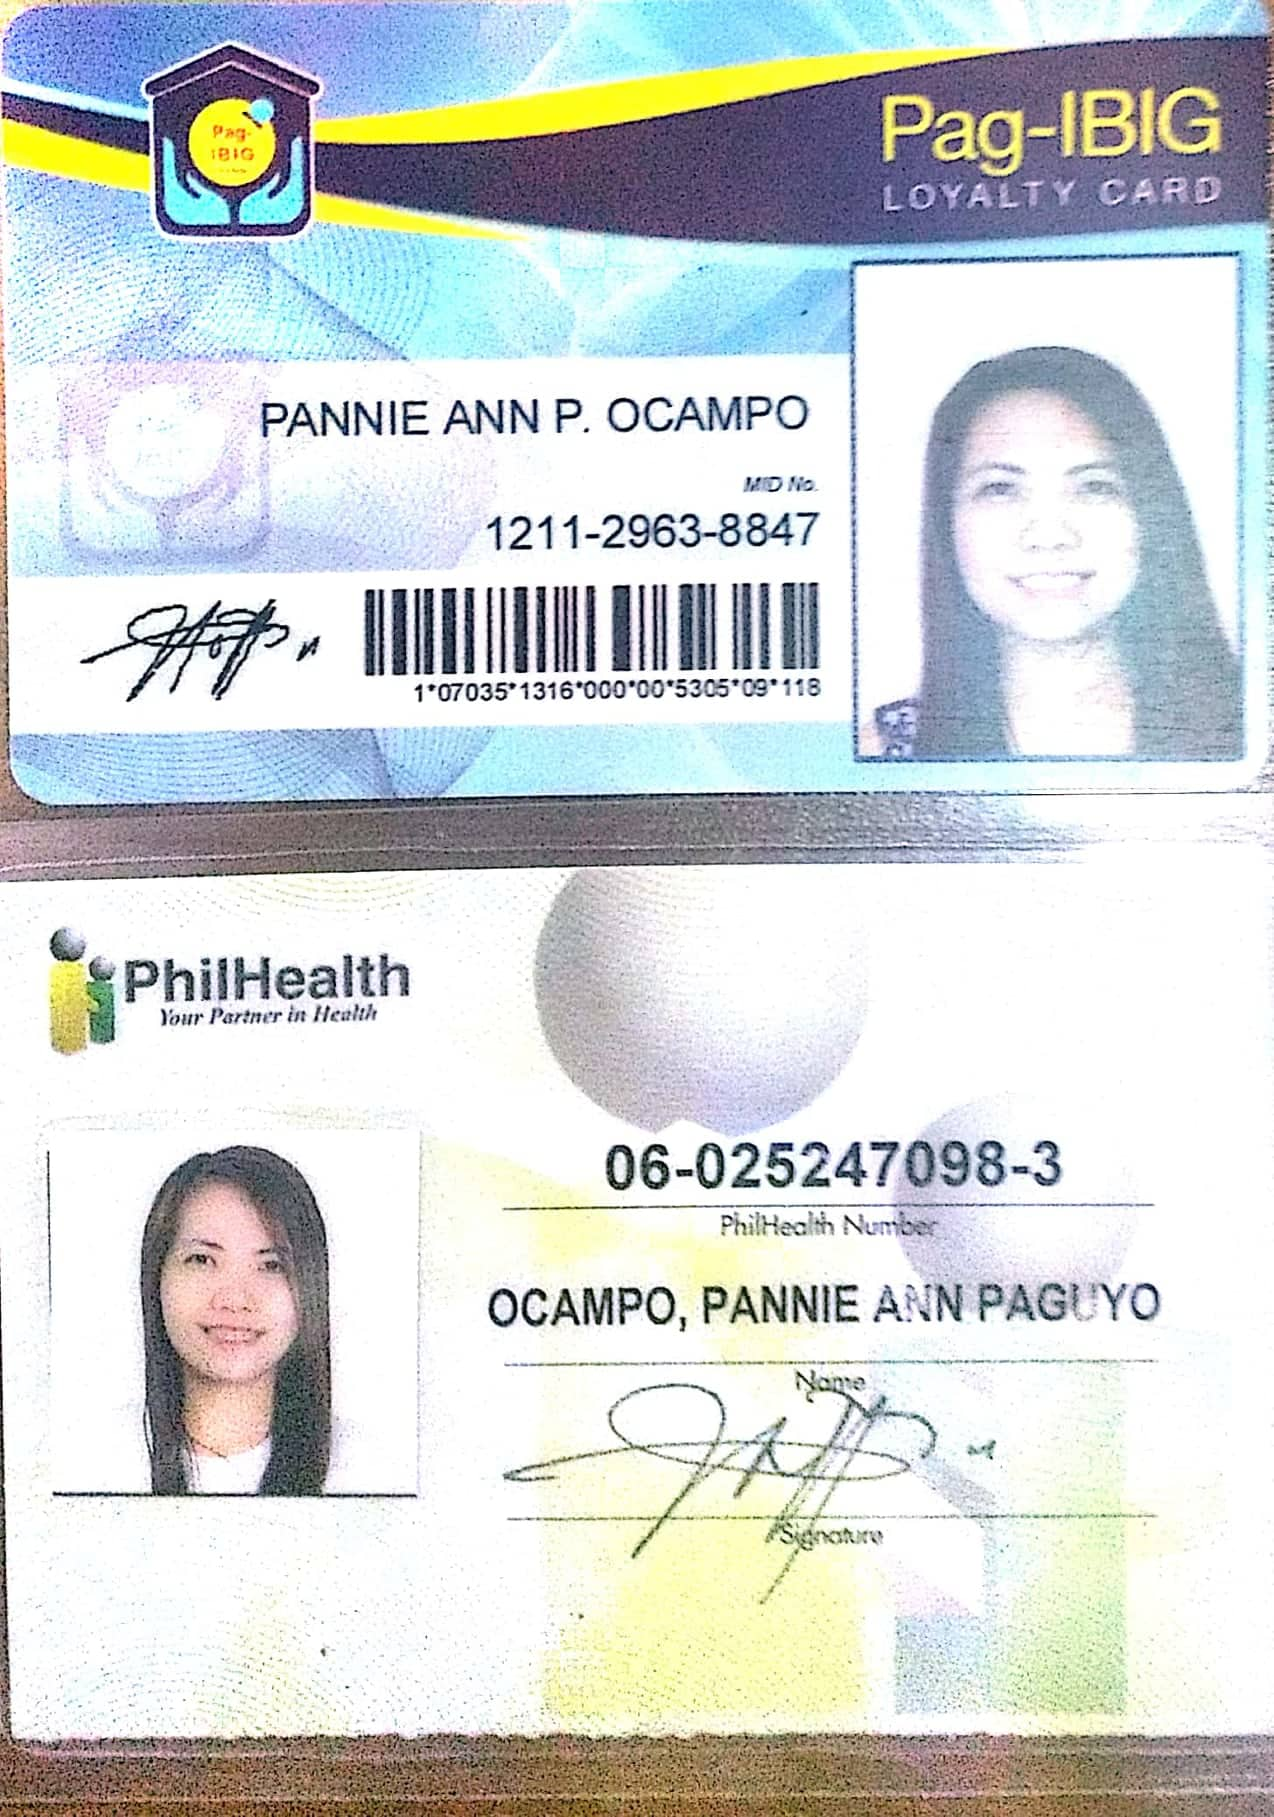 Pag-IBIG
Pag-IBIG
LOYALTY CARD
PANNIE ANN P. OCAMPO
MID No.
1211-2963-8847
1*07035*1316*000*00*5305*09*118
PhilHealth
Your Partner in Health
06-025247098-3
PhilHealth Number
OCAMPO, PANNIE ANN PAGUYO
Name
Signature